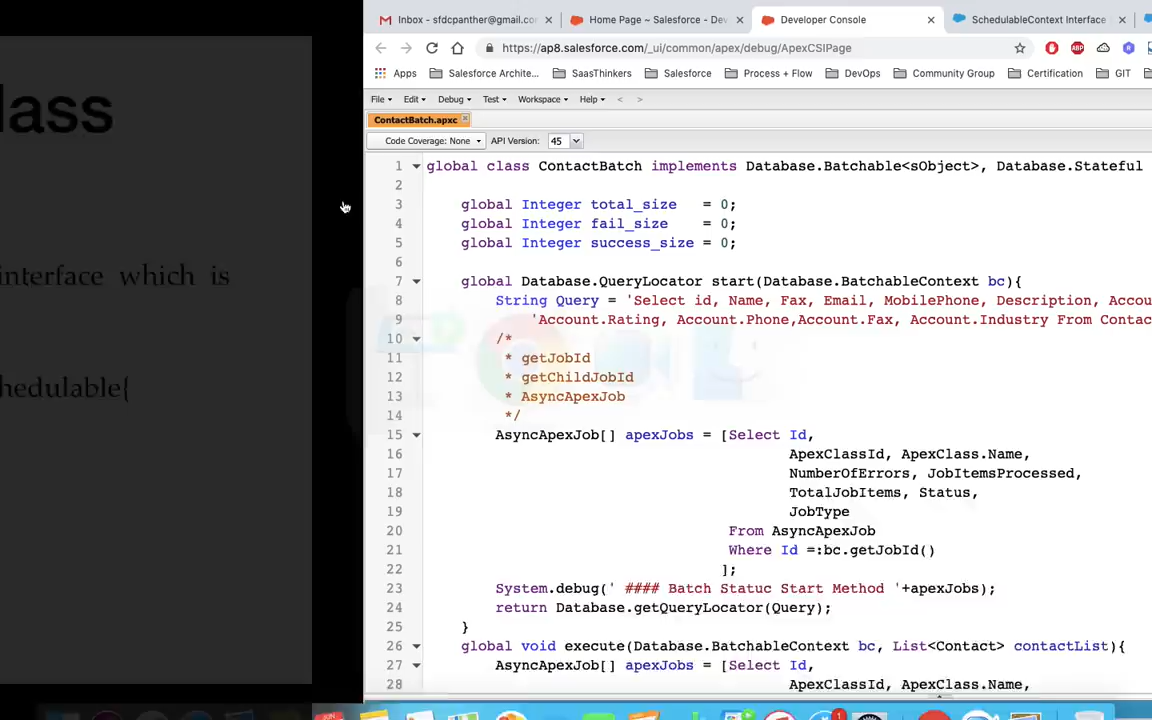 lass
interface which is
hedulable{
Inbox - sfdcpanther@gmail.co
Home Page ~ Salesforce - Dev
Developer Console
SchedulableContext Interface
https://ap8.salesforce.com/_ui/common/apex/debug/ApexCSIPage
Apps
Salesforce Archite...
SaasThinkers
Salesforce
Process + Flow
DevOps
Community Group
Certification
GIT
File
Edit
Debug
Test
Workspace
Help
<
>
ContactBatch.apxc
Code Coverage: None
API Version:
45
1 global class ContactBatch implements Database.Batchable<sObject>, Database.Stateful
2
3 global Integer total_size = 0;
4 global Integer fail_size = 0;
5 global Integer success_size = 0;
6
7 global Database.QueryLocator start(Database.BatchableContext bc){
8 String Query = 'Select id, Name, Fax, Email, MobilePhone, Description, Accou
9 'Account.Rating, Account.Phone,Account.Fax, Account.Industry From Contac
10 /*
11 * getJobId
12 * getChildJobId
13 * AsyncApexJob
14 */
15 AsyncApexJob[] apexJobs = [Select Id,
16 ApexClassId, ApexClass.Name,
17 NumberOfErrors, JobItemsProcessed,
18 TotalJobItems, Status,
19 JobType
20 From AsyncApexJob
21 Where Id =:bc.getJobId()
22 ];
23 System.debug(' #### Batch Statuc Start Method '+apexJobs);
24 return Database.getQueryLocator(Query);
25 }
26 global void execute(Database.BatchableContext bc, List<Contact> contactList){
27 AsyncApexJob[] apexJobs = [Select Id,
28 ApexClassId, ApexClass.Name,